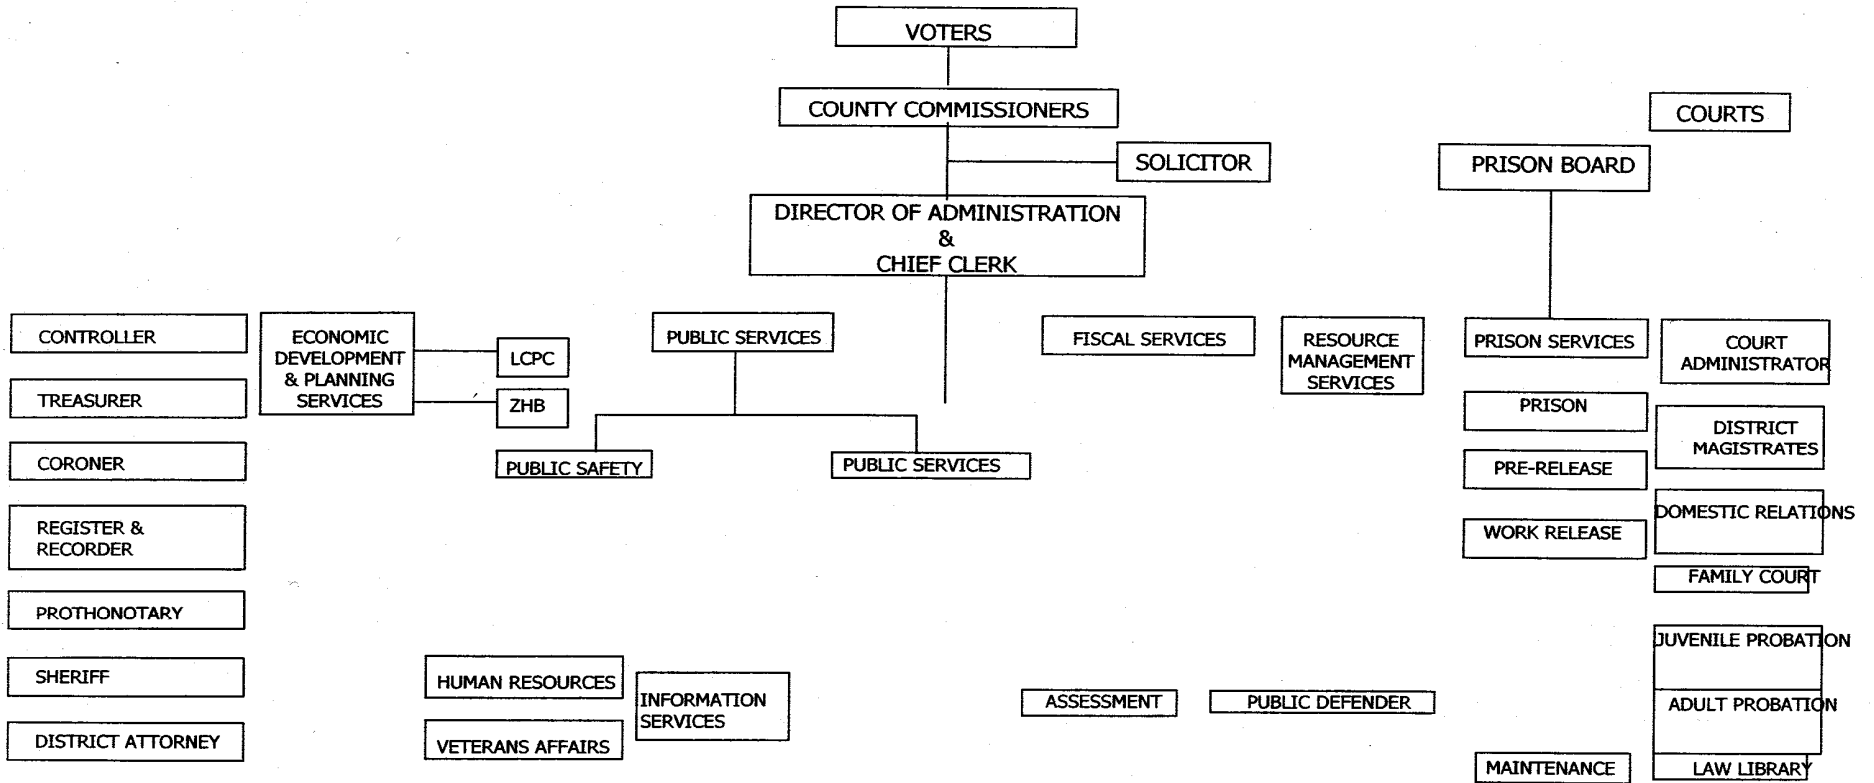 VOTERS
COUNTY COMMISSIONERS
COURTS
SOLICITOR
PRISON BOARD
DIRECTOR OF ADMINISTRATION
&
CHIEF CLERK
CONTROLLER
TREASURER
CORONER
REGISTER &
RECORDER
PROTHONOTARY
SHERIFF
DISTRICT ATTORNEY
ECONOMIC
DEVELOPMENT
& PLANNING
SERVICES
LCPC
ZHB
PUBLIC SERVICES
PUBLIC SAFETY
PUBLIC SERVICES
HUMAN RESOURCES
VETERANS AFFAIRS
INFORMATION
SERVICES
FISCAL SERVICES
RESOURCE
MANAGEMENT
SERVICES
ASSESSMENT
PUBLIC DEFENDER
PRISON SERVICES
PRISON
PRE-RELEASE
WORK RELEASE
MAINTENANCE
COURT
ADMINISTRATOR
DISTRICT
MAGISTRATES
DOMESTIC RELATIONS
FAMILY COURT
JUVENILE PROBATION
ADULT PROBATION
LAW LIBRARY